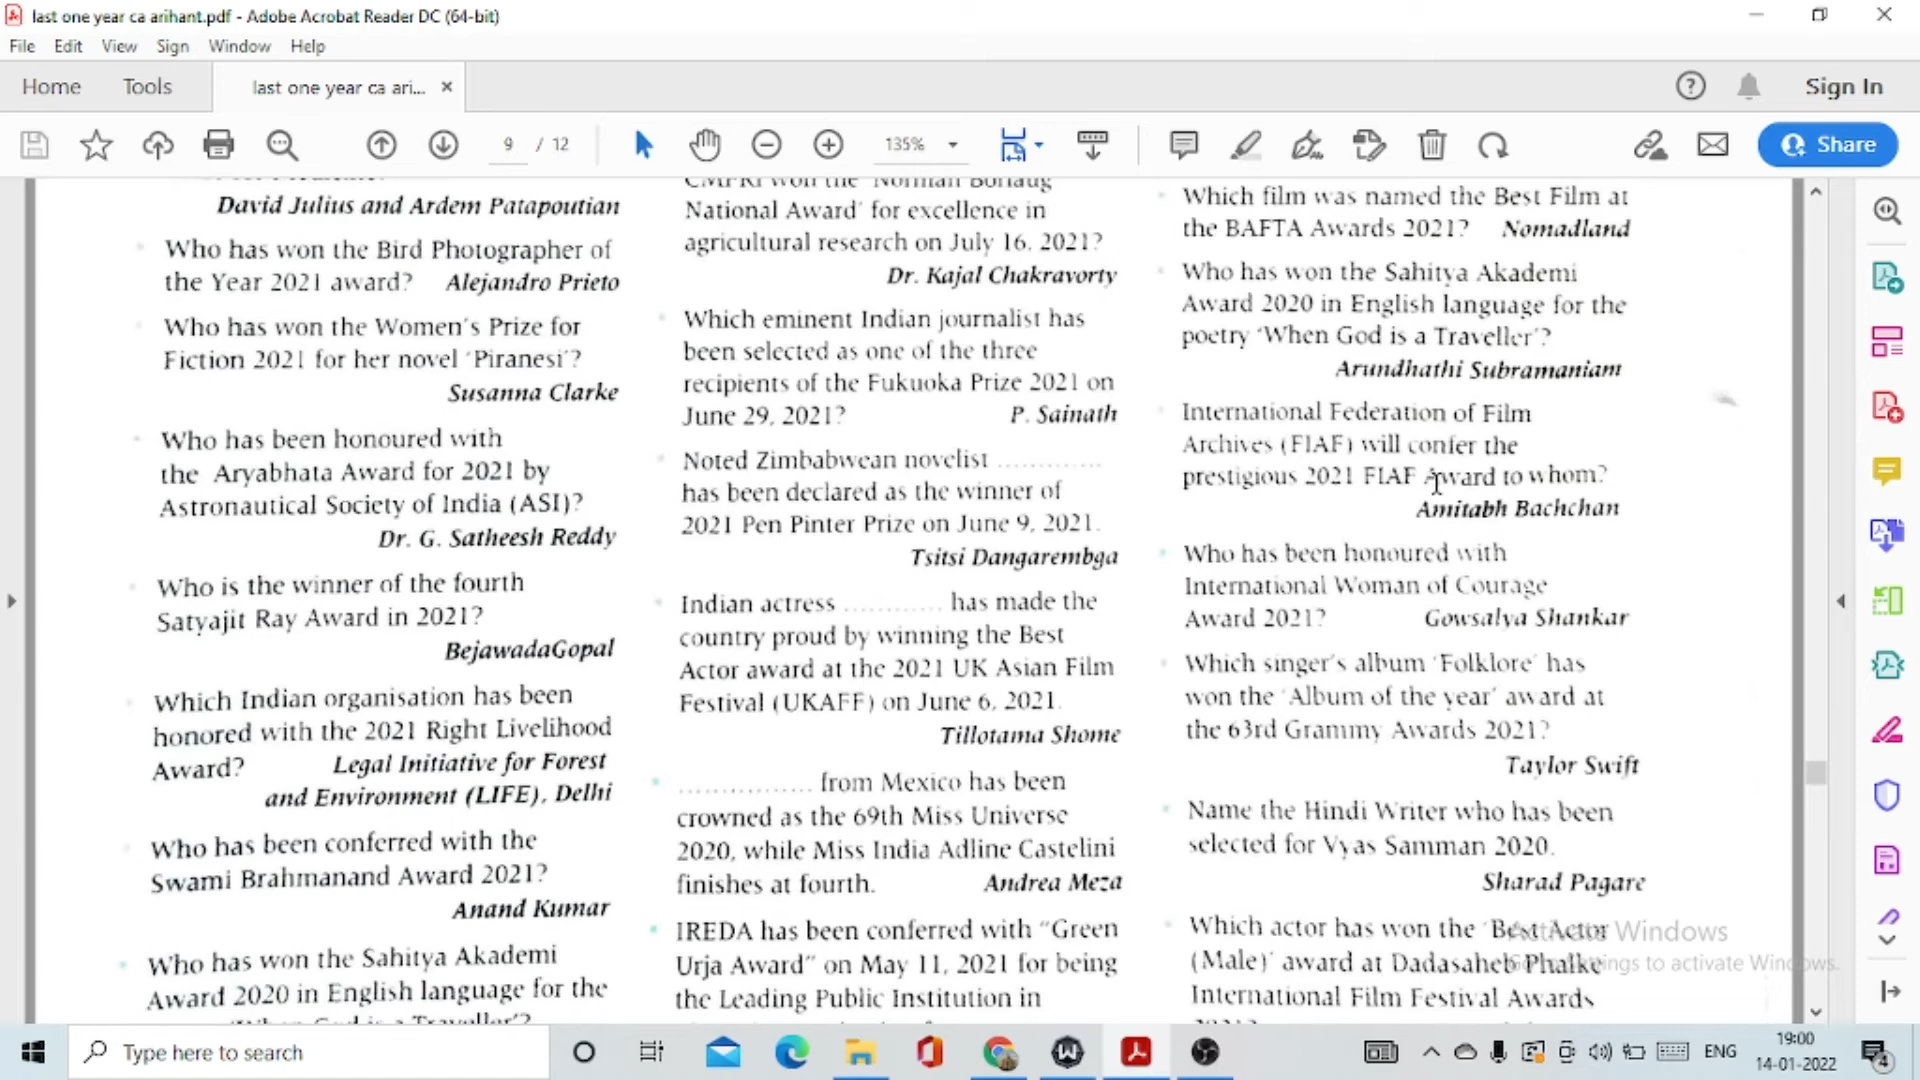 last one year ca arihant.pdf - Adobe Acrobat Reader DC (64-bit)
File Edit View Sign Window Help
Home Tools last one year ca ari... × Sign In
9 / 12 135% Share
David Julius and Ardem Patapoutian
Who has won the Bird Photographer of
the Year 2021 award? Alejandro Prieto
Who has won the Women's Prize for
Fiction 2021 for her novel 'Piranesi'?
Susanna Clarke
Who has been honoured with
the Aryabhata Award for 2021 by
Astronautical Society of India (ASI)?
Dr. G. Satheesh Reddy
Who is the winner of the fourth
Satyajit Ray Award in 2021?
BejawadaGopal
Which Indian organisation has been
honored with the 2021 Right Livelihood
Award? Legal Initiative for Forest
and Environment (LIFE), Delhi
Who has been conferred with the
Swami Brahmanand Award 2021?
Anand Kumar
Who has won the Sahitya Akademi
Award 2020 in English language for the
'When God is a Traveller'?
CMFRI won the 'Norman Borlaug
National Award' for excellence in
agricultural research on July 16, 2021?
Dr. Kajal Chakravorty
Which eminent Indian journalist has
been selected as one of the three
recipients of the Fukuoka Prize 2021 on
June 29, 2021? P. Sainath
Noted Zimbabwean novelist .............
has been declared as the winner of
2021 Pen Pinter Prize on June 9, 2021.
Tsitsi Dangarembga
Indian actress ............ has made the
country proud by winning the Best
Actor award at the 2021 UK Asian Film
Festival (UKAFF) on June 6, 2021.
Tillotama Shome
................ from Mexico has been
crowned as the 69th Miss Universe
2020, while Miss India Adline Castelini
finishes at fourth. Andrea Meza
IREDA has been conferred with "Green
Urja Award" on May 11, 2021 for being
the Leading Public Institution in
Which film was named the Best Film at
the BAFTA Awards 2021? Nomadland
Who has won the Sahitya Akademi
Award 2020 in English language for the
poetry 'When God is a Traveller'?
Arundhathi Subramaniam
International Federation of Film
Archives (FIAF) will confer the
prestigious 2021 FIAF Award to whom?
Amitabh Bachchan
Who has been honoured with
International Woman of Courage
Award 2021? Gowsalya Shankar
Which singer's album 'Folklore' has
won the 'Album of the year' award at
the 63rd Grammy Awards 2021?
Taylor Swift
Name the Hindi Writer who has been
selected for Vyas Samman 2020.
Sharad Pagare
Which actor has won the 'Best Actor
(Male)' award at Dadasaheb Phalke
International Film Festival Awards
Activate Windows
Go to Settings to activate Windows.
Type here to search
ENG
19:00
14-01-2022
4